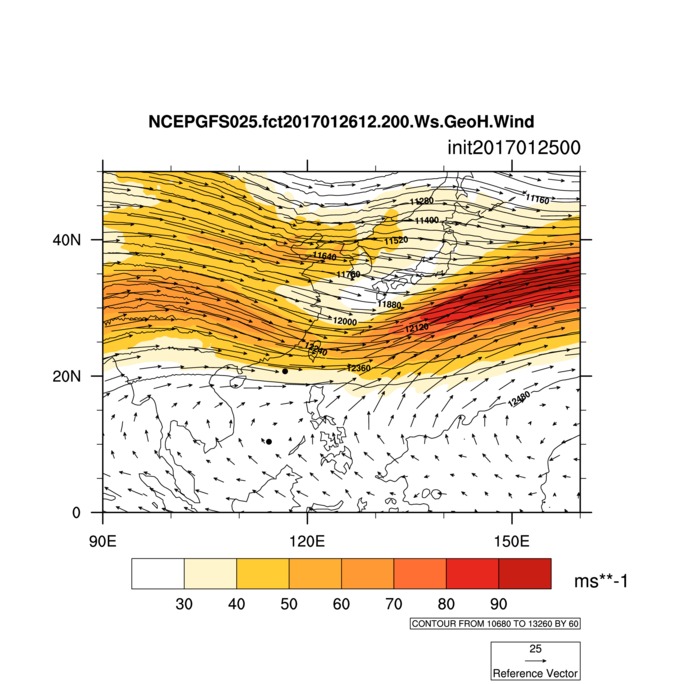 NCEPGFS025.fct2017012612.200.Ws.GeoH.Wind
init2017012500
11160
11280
11400
40N
11520
11640
11760
11880
12000
12120
12240
12360
20N
12480
0
90E 120E 150E
ms**-1
30 40 50 60 70 80 90
CONTOUR FROM 10680 TO 13260 BY 60
25
Reference Vector